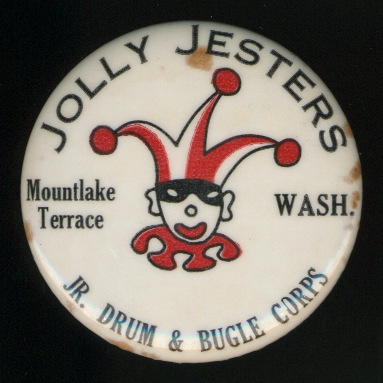 JOLLY JESTERS
Mountlake
Terrace
WASH.
JR. DRUM & BUGLE CORPS